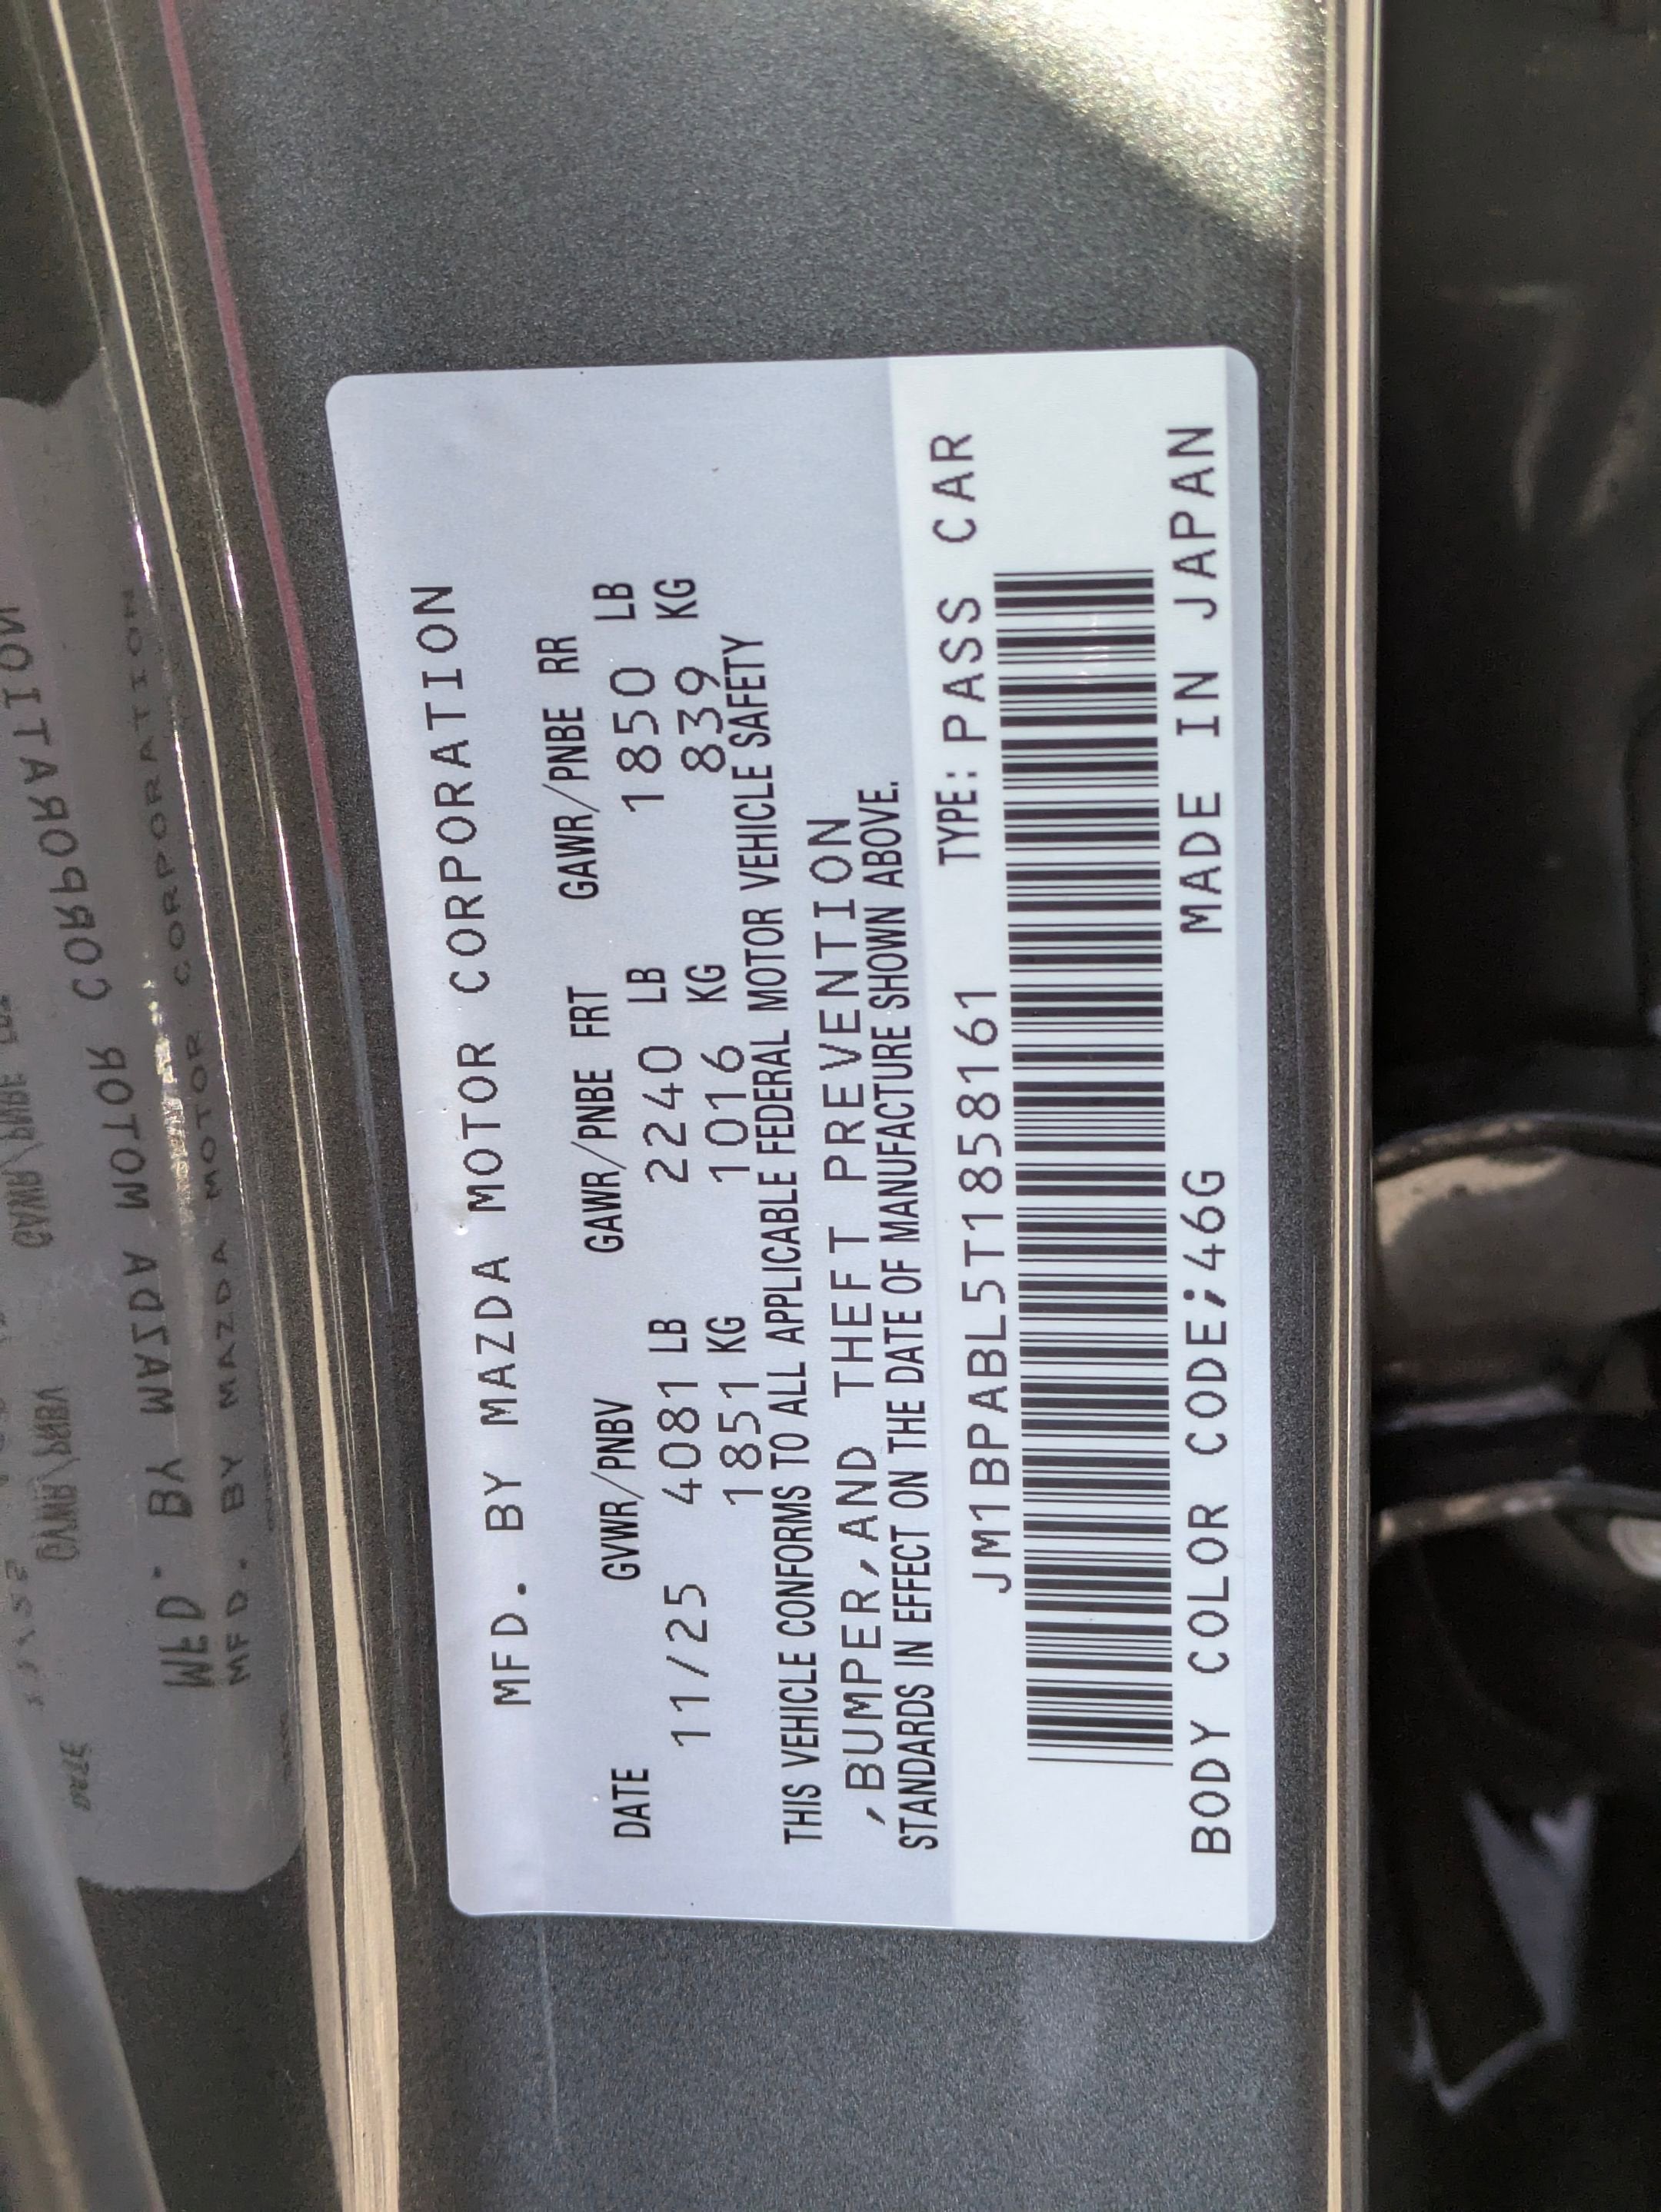 MFD. BY MAZDA MOTOR CORPORATION
DATE GVWR/PNBV GAWR/PNBE FRT GAWR/PNBE RR
11/25 4081 LB 2240 LB 1850 LB
1851 KG 1016 KG 839 KG
THIS VEHICLE CONFORMS TO ALL APPLICABLE FEDERAL MOTOR VEHICLE SAFETY
,BUMPER,AND THEFT PREVENTION
STANDARDS IN EFFECT ON THE DATE OF MANUFACTURE SHOWN ABOVE.
JM1BPABL5T1858161 TYPE: PASS CAR
BODY COLOR CODE;46G MADE IN JAPAN
MFD. BY MAZDA MOTOR CORPORATION
MFD. BY MAZDA MOTOR CORPORATION